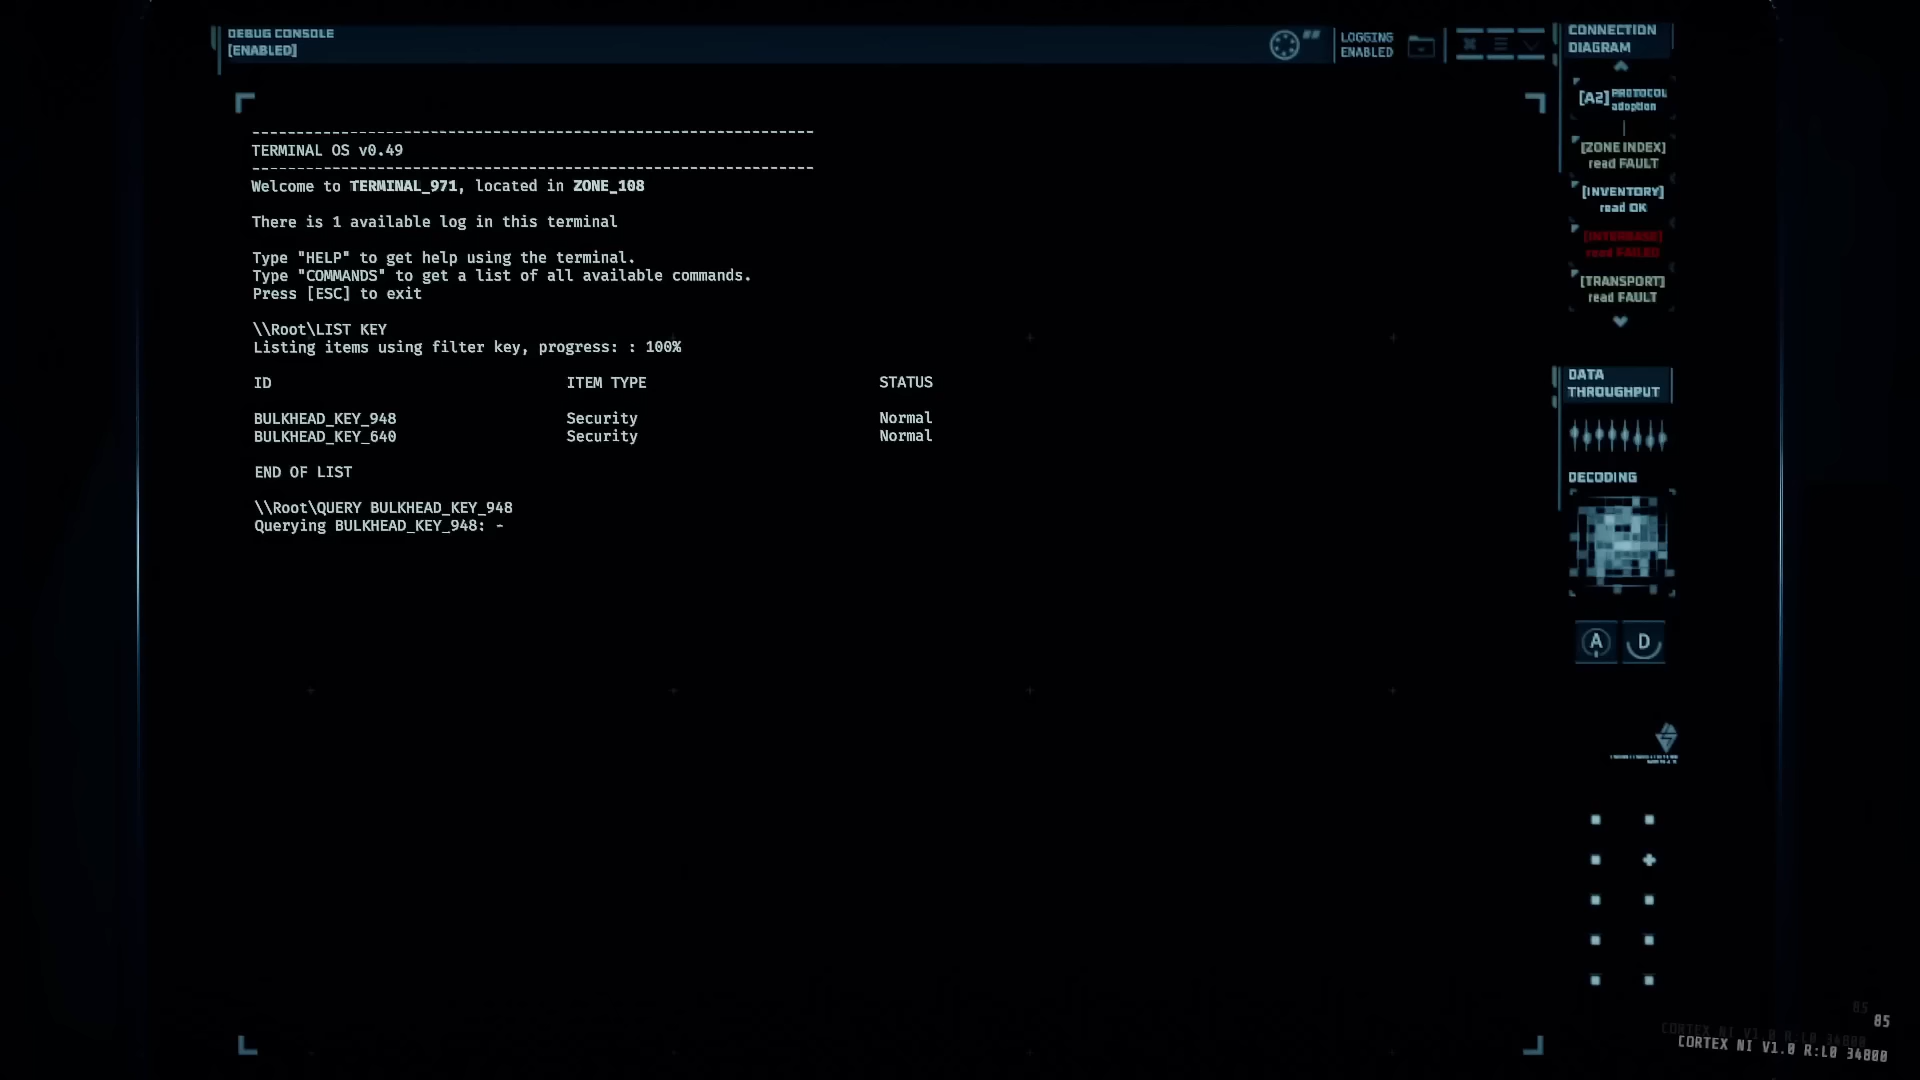 DEBUG CONSOLE
[ENABLED]
LOGGING
ENABLED
--------------------------------------------------------------
TERMINAL OS v0.49
--------------------------------------------------------------
Welcome to TERMINAL_971, located in ZONE_108
There is 1 available log in this terminal
Type "HELP" to get help using the terminal.
Type "COMMANDS" to get a list of all available commands.
Press [ESC] to exit
\\Root\LIST KEY
Listing items using filter key, progress: : 100%
ID ITEM TYPE STATUS
BULKHEAD_KEY_948 Security Normal
BULKHEAD_KEY_640 Security Normal
END OF LIST
\\Root\QUERY BULKHEAD_KEY_948
Querying BULKHEAD_KEY_948: -
CONNECTION
DIAGRAM
[A2] PROTOCOL
adoption
[ZONE INDEX]
read FAULT
[INVENTORY]
read OK
[INTERBASE]
read FAILED
[TRANSPORT]
read FAULT
DATA
THROUGHPUT
DECODING
A D
85
CORTEX NI V1.0 R:L0 34800